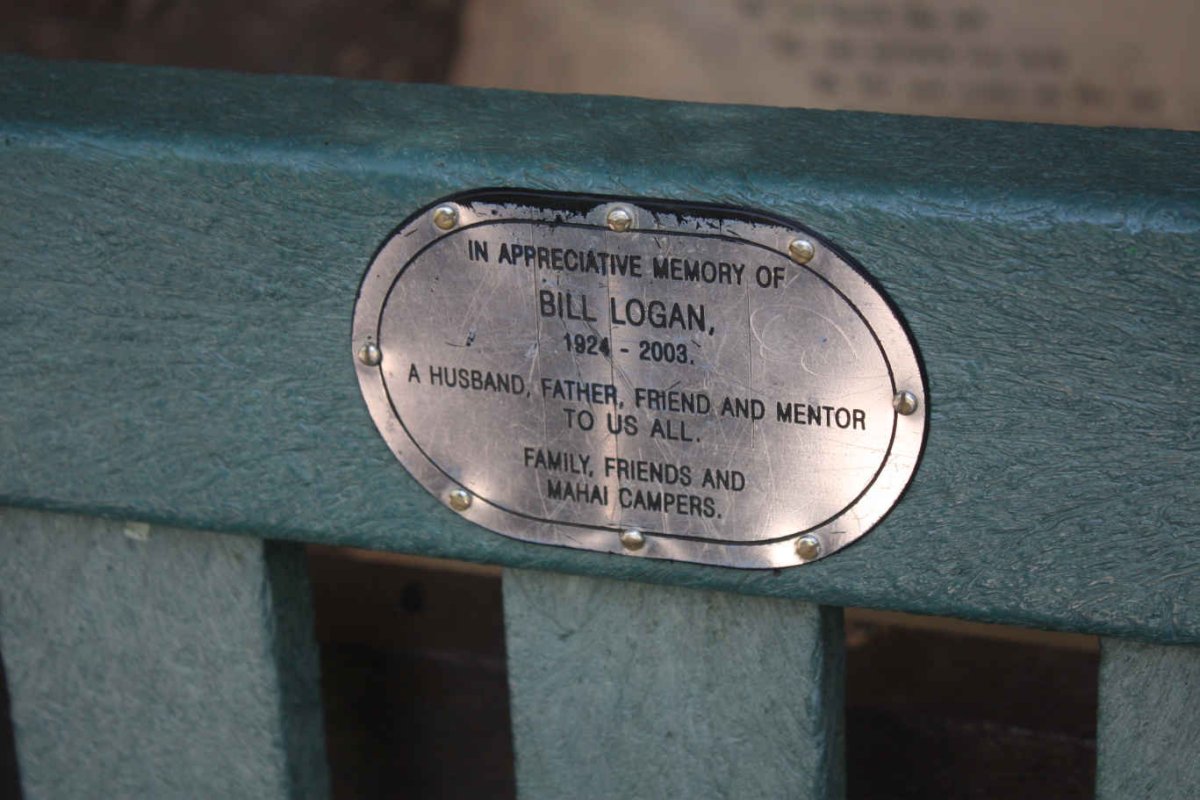 IN APPRECIATIVE MEMORY OF
BILL LOGAN,
1924 - 2003.
A HUSBAND, FATHER, FRIEND AND MENTOR
TO US ALL.
FAMILY, FRIENDS AND
MAHAI CAMPERS.